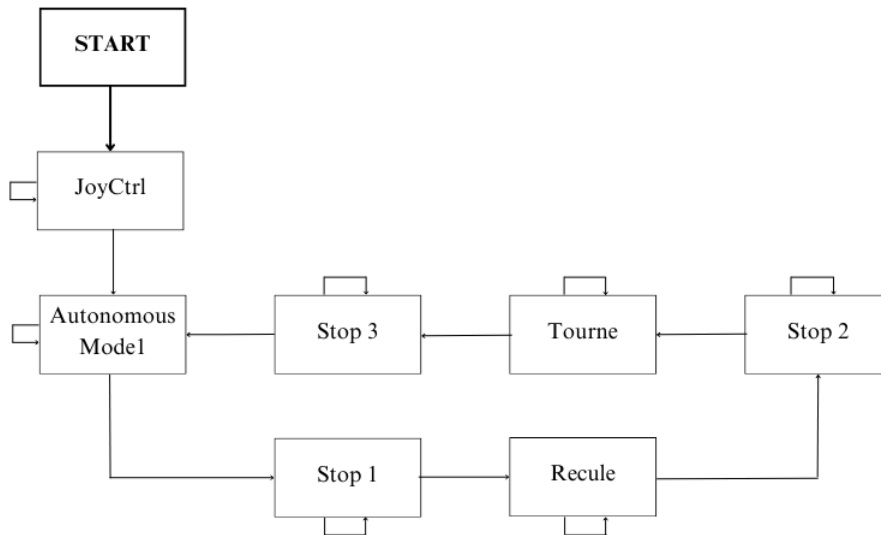 START
JoyCtrl
Autonomous
Mode1
Stop 3
Tourne
Stop 2
Stop 1
Recule